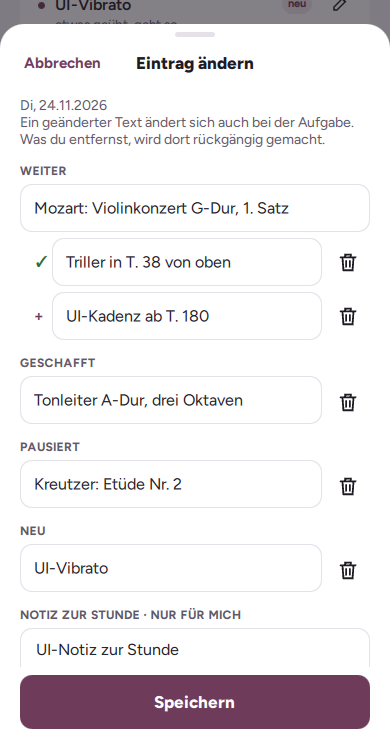 UI-Vibrato
neu
Abbrechen
Eintrag ändern
Di, 24.11.2026
Ein geänderter Text ändert sich auch bei der Aufgabe.
Was du entfernst, wird dort rückgängig gemacht.
WEITER
Mozart: Violinkonzert G-Dur, 1. Satz
✓ Triller in T. 38 von oben
+ UI-Kadenz ab T. 180
GESCHAFFT
Tonleiter A-Dur, drei Oktaven
PAUSIERT
Kreutzer: Etüde Nr. 2
NEU
UI-Vibrato
NOTIZ ZUR STUNDE · NUR FÜR MICH
UI-Notiz zur Stunde
Speichern